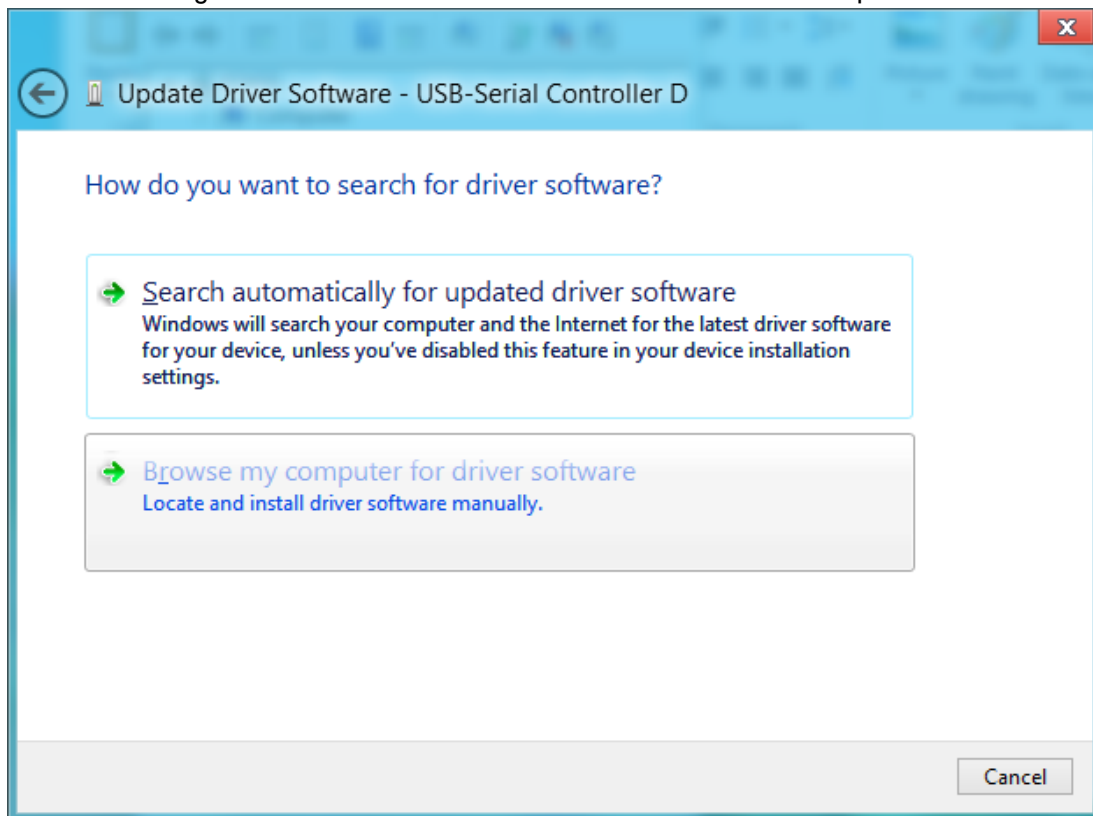 Update Driver Software - USB-Serial Controller D
How do you want to search for driver software?
Search automatically for updated driver software
Windows will search your computer and the Internet for the latest driver software
for your device, unless you've disabled this feature in your device installation
settings.
Browse my computer for driver software
Locate and install driver software manually.
Cancel